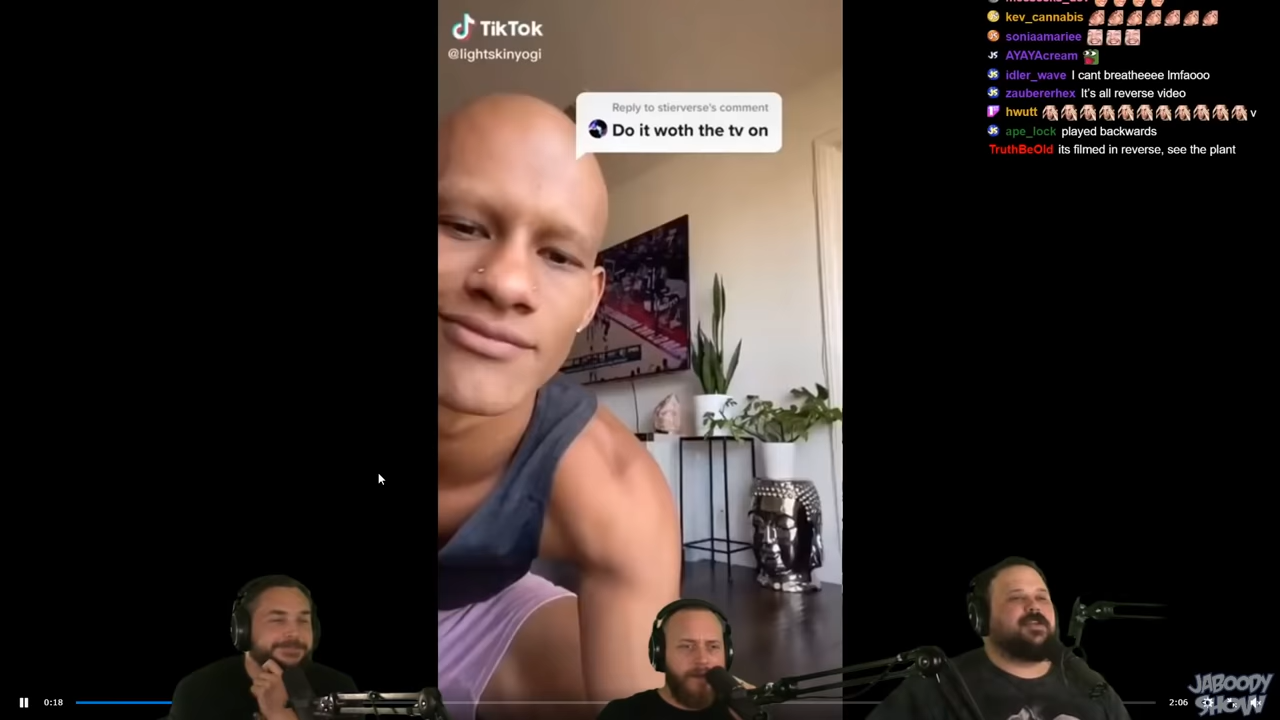 TikTok
@lightskinyogi
Reply to stierverse's comment
Do it woth the tv on
kev_cannabis
soniaamariee
AYAYAcream
idler_wave I cant breatheeee lmfaooo
zaubererhex It's all reverse video
hwutt v
ape_lock played backwards
TruthBeOld its filmed in reverse, see the plant
0:18
2:06
JABOODY
SHOW